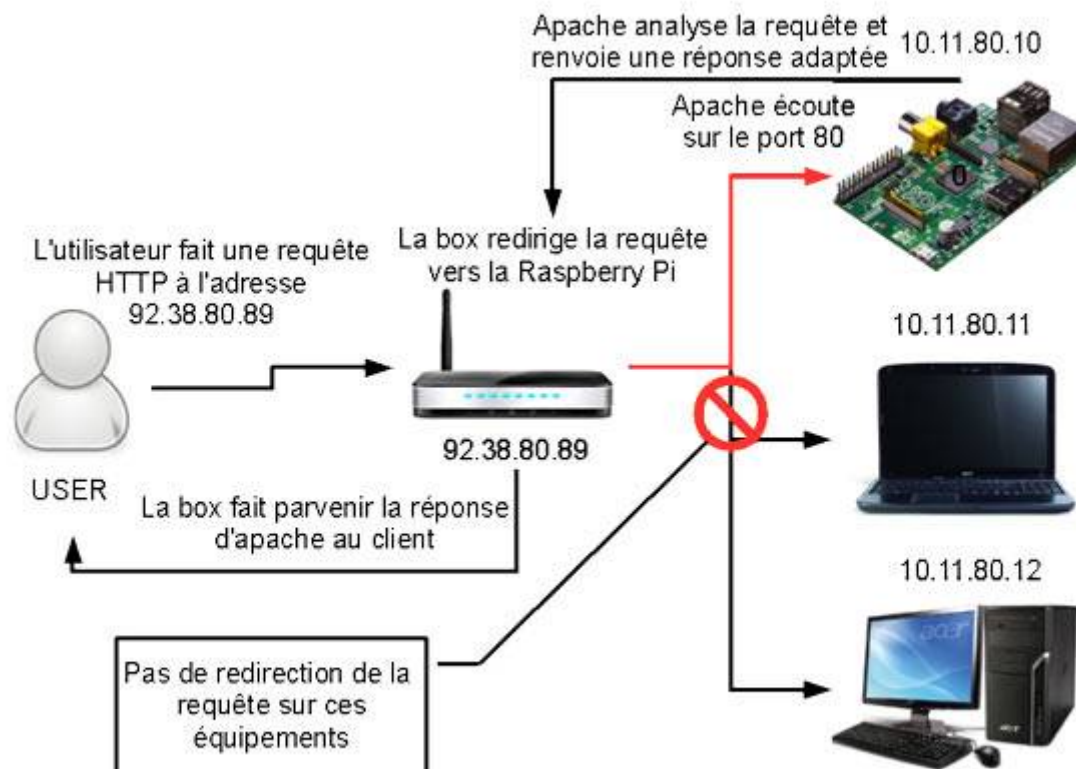 Apache analyse la requête et
renvoie une réponse adaptée
10.11.80.10
Apache écoute
sur le port 80
0
L'utilisateur fait une requête
HTTP à l'adresse
92.38.80.89
La box redirige la requête
vers la Raspberry Pi
10.11.80.11
92.38.80.89
USER
La box fait parvenir la réponse
d'apache au client
10.11.80.12
acer
Pas de redirection de la
requête sur ces
équipements